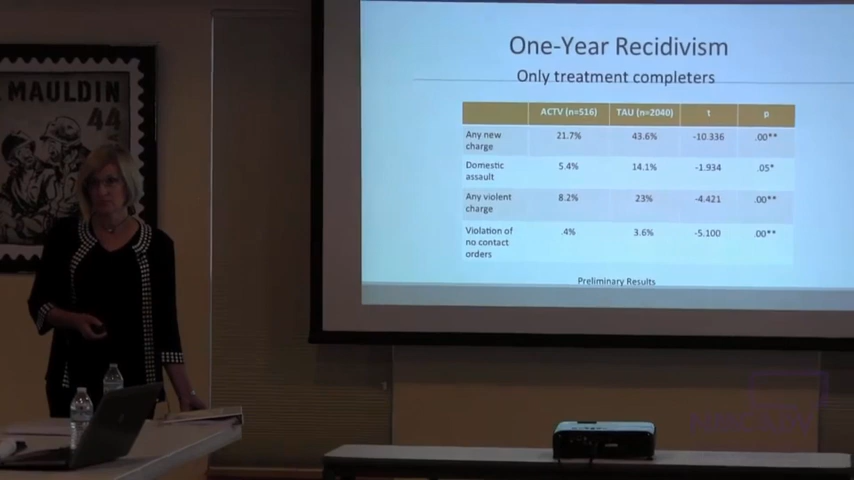 MAULDIN
44
One-Year Recidivism
Only treatment completers
ACTV (n=516) TAU (n=2040) t p
Any new charge 21.7% 43.6% -10.336 .00**
Domestic assault 5.4% 14.1% -1.934 .05*
Any violent charge 8.2% 23% -4.421 .00**
Violation of no contact orders .4% 3.6% -5.100 .00**
Preliminary Results